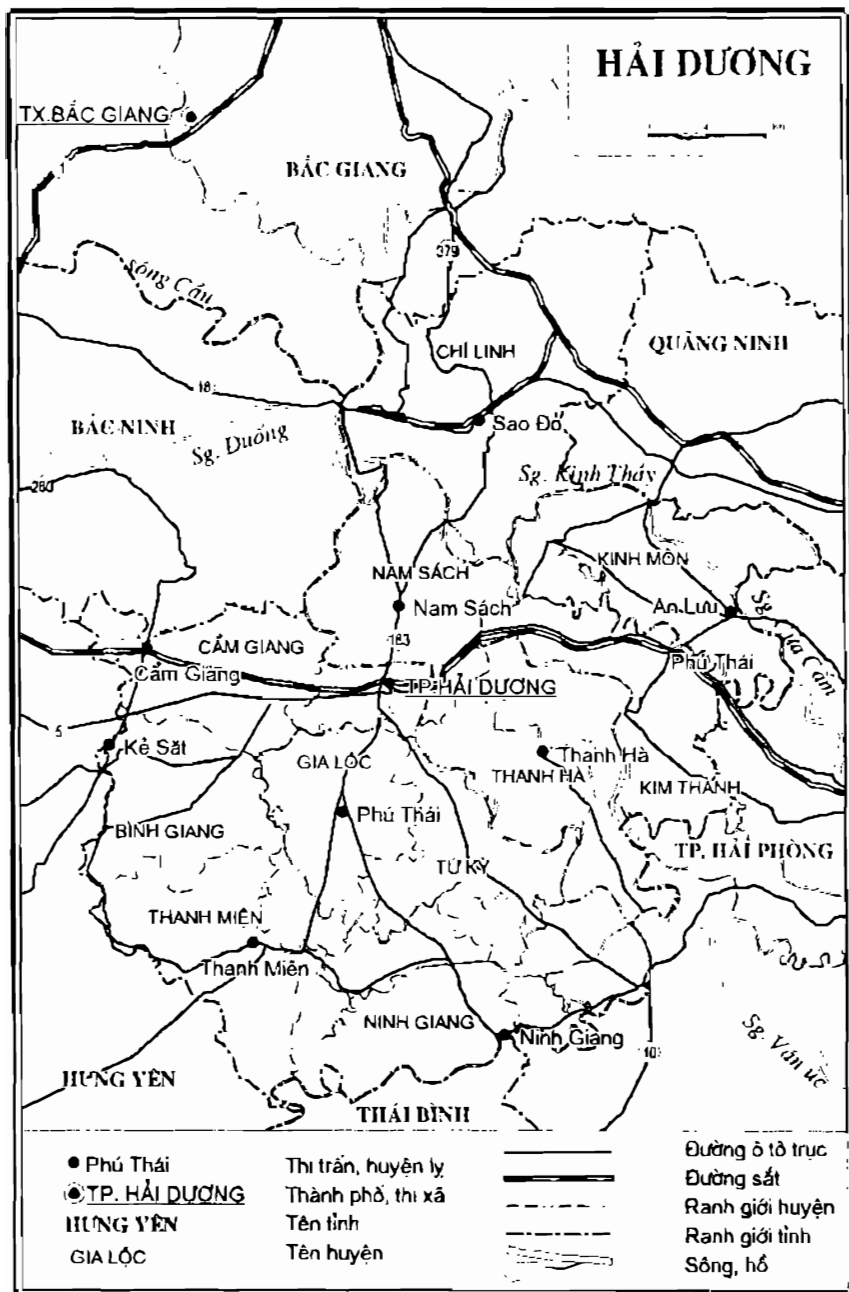 HẢI DƯƠNG
TX.BẮC GIANG
BẮC GIANG
379
sông Cầu
CHÍ LINH
QUẢNG NINH
BẮC NINH
Sg. Đuống
Sao Đỏ
Sg. Kinh Thầy
KINH MÔN
NAM SÁCH
Nam Sách
An Lưu
183
CẨM GIANG
Cẩm Giàng
TP.HẢI DƯƠNG
Phú Thái
5
Kẻ Sặt
GIA LỘC
Thanh Hà
THANH HÀ
KIM THÀNH
Phú Thái
BÌNH GIANG
TP. HẢI PHÒNG
TỨ KỲ
THANH MIỆN
Thanh Miện
NINH GIANG
Ninh Giang
Sg. Văn úc
HƯNG YÊN
THÁI BÌNH
Phú Thái Thị trấn, huyện lỵ Đường ô tô trục
TP. HẢI DƯƠNG Thành phố, thị xã Đường sắt
HƯNG YÊN Tên tỉnh Ranh giới huyện
GIA LỘC Tên huyện Ranh giới tỉnh
Sông, hồ